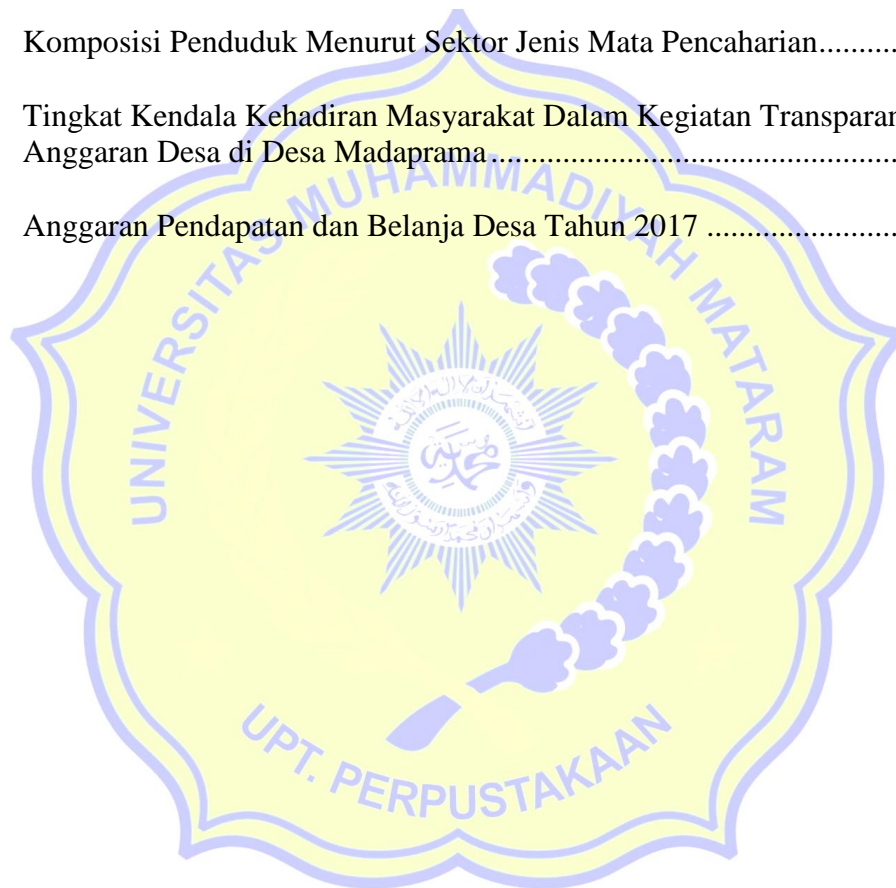 Komposisi Penduduk Menurut Sektor Jenis Mata Pencaharian..........
Tingkat Kendala Kehadiran Masyarakat Dalam Kegiatan Transparan
Anggaran Desa di Desa Madaprama..................................................
Anggaran Pendapatan dan Belanja Desa Tahun 2017 ........................
UNIVERSITAS MUHAMMADIYAH MATARAM
UPT. PERPUSTAKAAN